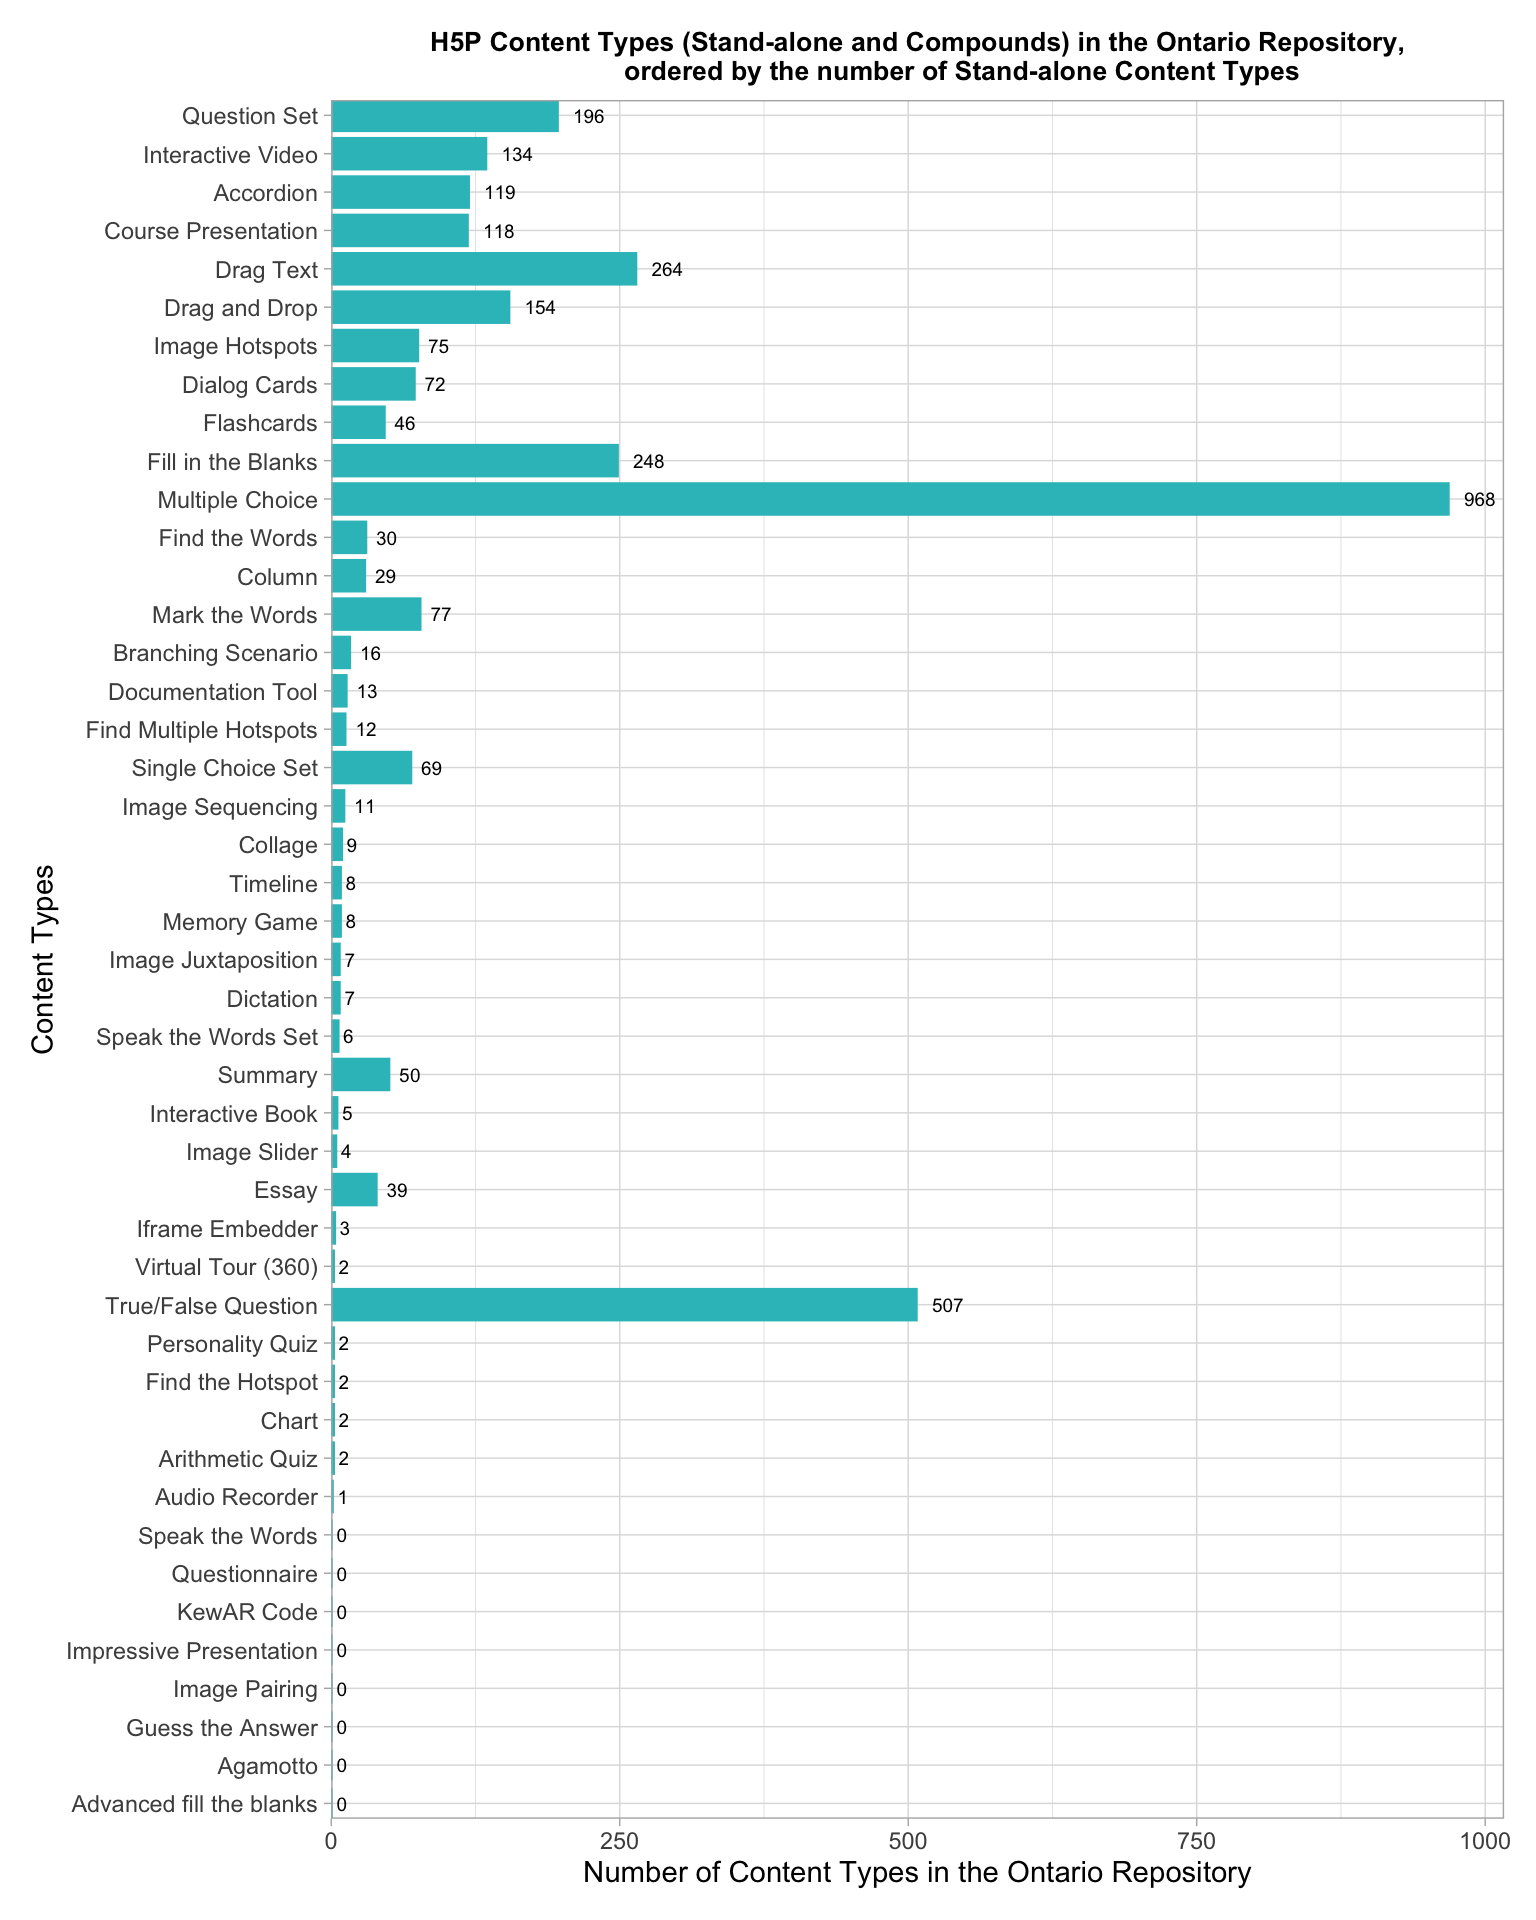 H5P Content Types (Stand-alone and Compounds) in the Ontario Repository,
ordered by the number of Stand-alone Content Types
Content Types
Question Set 196
Interactive Video 134
Accordion 119
Course Presentation 118
Drag Text 264
Drag and Drop 154
Image Hotspots 75
Dialog Cards 72
Flashcards 46
Fill in the Blanks 248
Multiple Choice 968
Find the Words 30
Column 29
Mark the Words 77
Branching Scenario 16
Documentation Tool 13
Find Multiple Hotspots 12
Single Choice Set 69
Image Sequencing 11
Collage 9
Timeline 8
Memory Game 8
Image Juxtaposition 7
Dictation 7
Speak the Words Set 6
Summary 50
Interactive Book 5
Image Slider 4
Essay 39
Iframe Embedder 3
Virtual Tour (360) 2
True/False Question 507
Personality Quiz 2
Find the Hotspot 2
Chart 2
Arithmetic Quiz 2
Audio Recorder 1
Speak the Words 0
Questionnaire 0
KewAR Code 0
Impressive Presentation 0
Image Pairing 0
Guess the Answer 0
Agamotto 0
Advanced fill the blanks 0
0 250 500 750 1000
Number of Content Types in the Ontario Repository